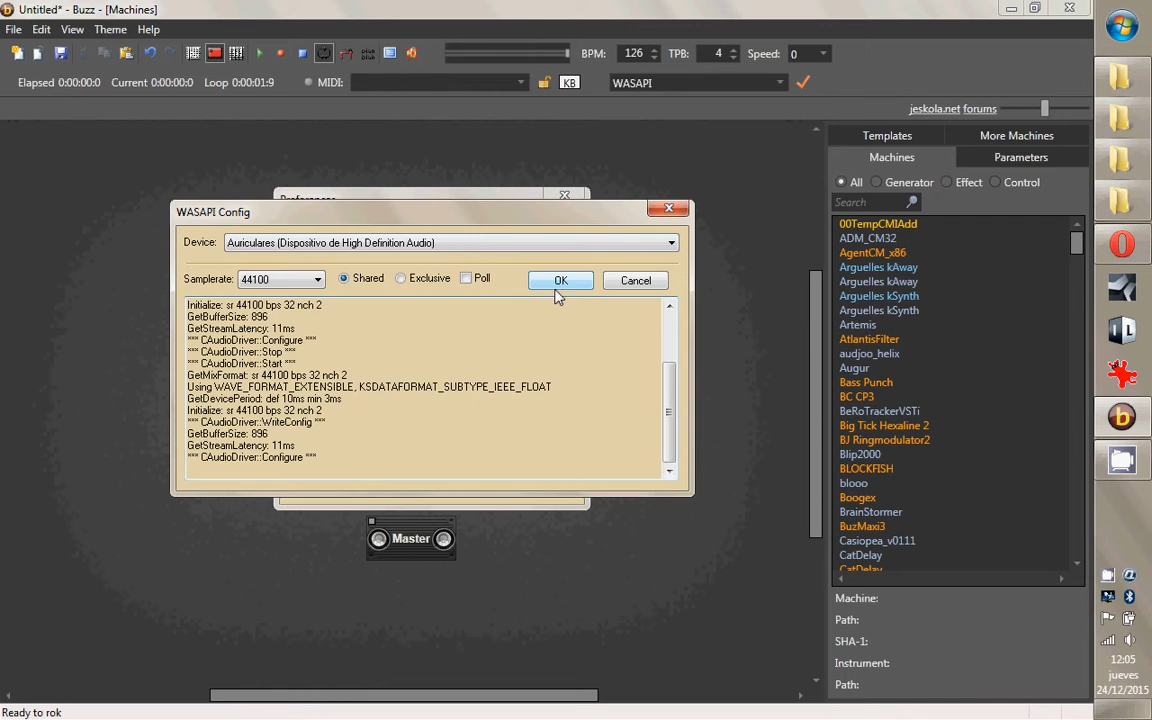 Untitled* - Buzz - [Machines]
File Edit View Theme Help
BPM: 126 TPB: 4 Speed: 0
Elapsed 0:00:00:0 Current 0:00:00:0 Loop 0:00:01:9 MIDI: KB WASAPI
jeskola.net forums
Templates More Machines
Machines Parameters
All Generator Effect Control
Search
00TempCMIAdd
ADM_CM32
AgentCM_x86
Arguelles kAway
Arguelles kSynth
Arguelles kAway
Arguelles kSynth
Artemis
AtlantisFilter
audjoo_helix
Augur
Bass Punch
BC CP3
BeRoTrackerVSTi
Big Tick Hexaline 2
BJ Ringmodulator2
Blip2000
BLOCKFISH
blooo
Boogex
BrainStormer
BuzMaxi3
Casiopea_v0111
CatDelay
CatDelay
Machine:
Path:
SHA-1:
Instrument:
Path:
Preferences
WASAPI Config
Device: Auriculares (Dispositivo de High Definition Audio)
Samplerate: 44100 Shared Exclusive Poll OK Cancel
Initialize: sr 44100 bps 32 nch 2
GetBufferSize: 896
GetStreamLatency: 11ms
*** CAudioDriver::Configure ***
*** CAudioDriver::Stop ***
*** CAudioDriver::Start ***
GetMixFormat: sr 44100 bps 32 nch 2
Using WAVE_FORMAT_EXTENSIBLE, KSDATAFORMAT_SUBTYPE_IEEE_FLOAT
GetDevicePeriod: def 10ms min 3ms
Initialize: sr 44100 bps 32 nch 2
*** CAudioDriver::WriteConfig ***
GetBufferSize: 896
GetStreamLatency: 11ms
*** CAudioDriver::Configure ***
Master
Ready to rok
12:05
jueves
24/12/2015